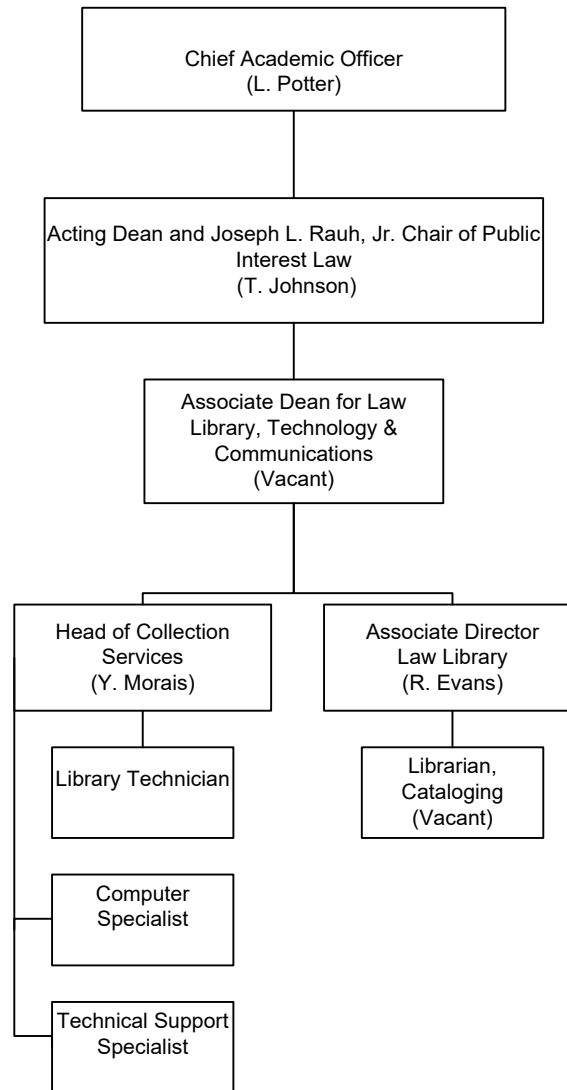 Chief Academic Officer
(L. Potter)
Acting Dean and Joseph L. Rauh, Jr. Chair of Public
Interest Law
(T. Johnson)
Associate Dean for Law
Library, Technology &
Communications
(Vacant)
Head of Collection
Services
(Y. Morais)
Associate Director
Law Library
(R. Evans)
Library Technician
Librarian,
Cataloging
(Vacant)
Computer
Specialist
Technical Support
Specialist